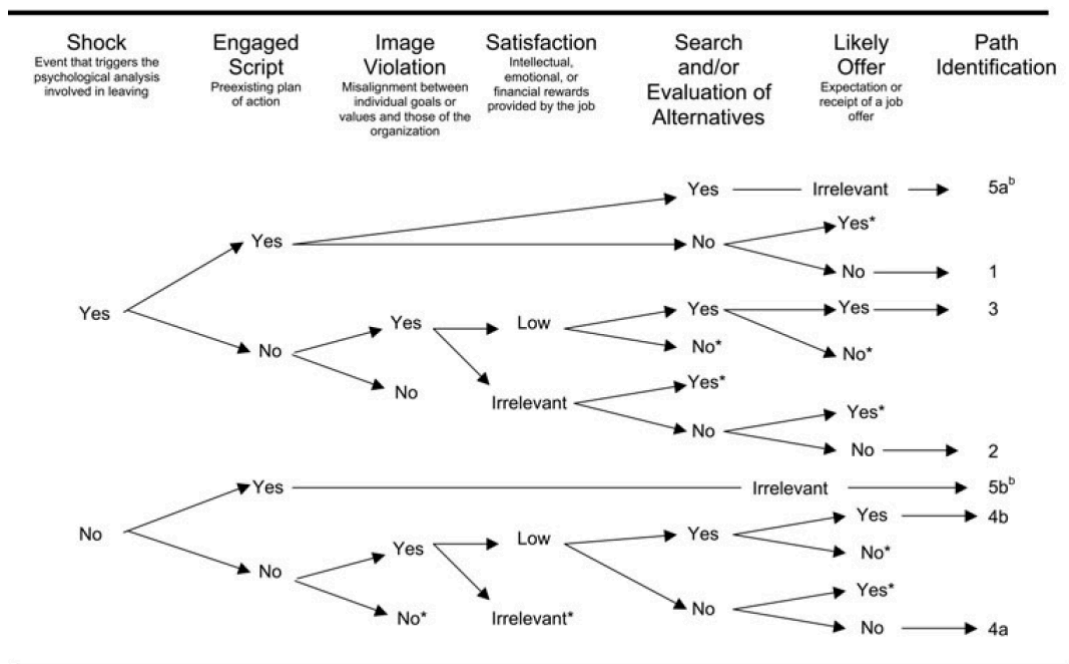 Shock
Event that triggers the
psychological analysis
involved in leaving
Engaged
Script
Preexisting plan
of action
Image
Violation
Misalignment between
individual goals or
values and those of the
organization
Satisfaction
Intellectual,
emotional, or
financial rewards
provided by the job
Search
and/or
Evaluation of
Alternatives
Likely
Offer
Expectation or
receipt of a job
offer
Path
Identification
Yes Irrelevant 5aᵇ
Yes*
Yes No
No 1
Yes
Yes Low Yes Yes 3
No No* No*
No Irrelevant Yes*
No Yes*
No 2
Yes Irrelevant 5bᵇ
No
Yes Low Yes Yes 4b
No No*
No* Irrelevant* No Yes*
No 4a